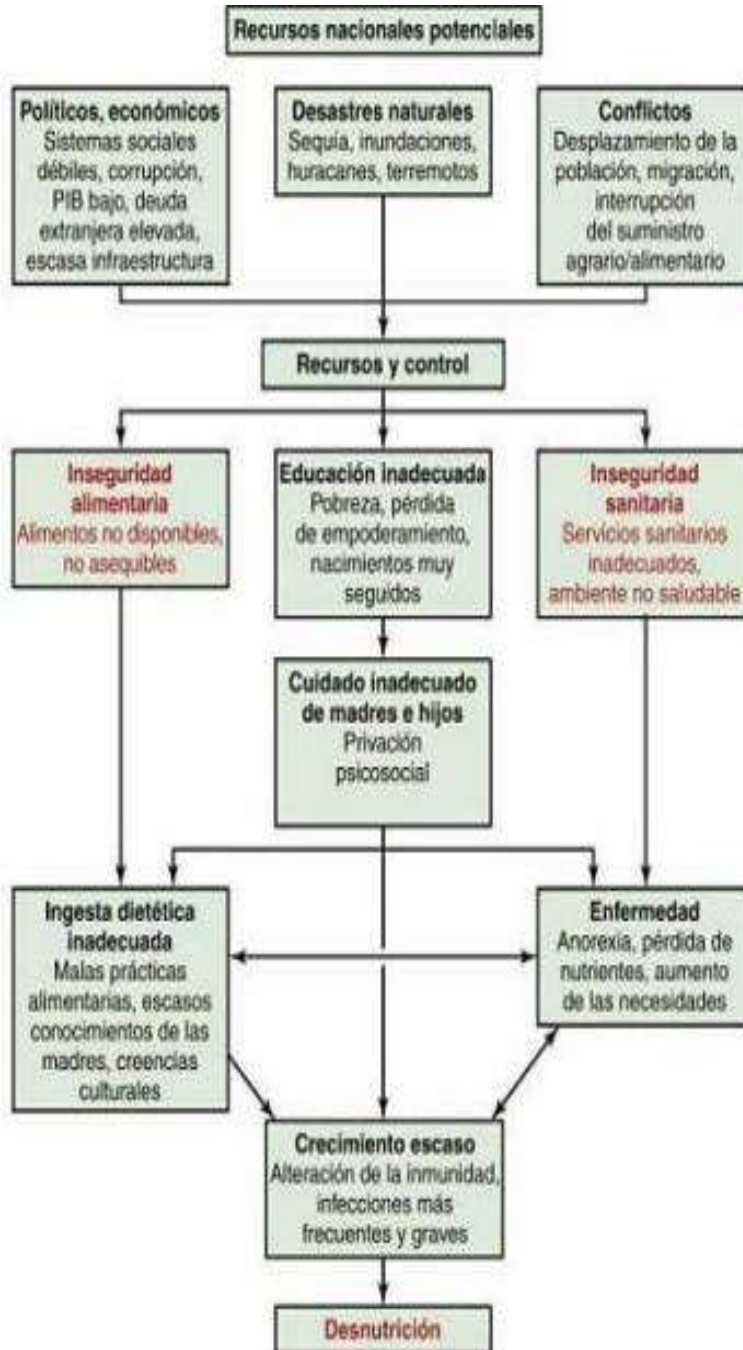 Recursos nacionales potenciales
Políticos, económicos
Sistemas sociales
débiles, corrupción,
PIB bajo, deuda
extranjera elevada,
escasa infraestructura
Desastres naturales
Sequía, inundaciones,
huracanes, terremotos
Conflictos
Desplazamiento de la
población, migración,
interrupción
del suministro
agrario/alimentario
Recursos y control
Inseguridad
alimentaria
Alimentos no disponibles,
no asequibles
Educación inadecuada
Pobreza, pérdida
de empoderamiento,
nacimientos muy
seguidos
Inseguridad
sanitaria
Servicios sanitarios
inadecuados,
ambiente no saludable
Cuidado inadecuado
de madres e hijos
Privación
psicosocial
Ingesta dietética
inadecuada
Malas prácticas
alimentarias, escasos
conocimientos de las
madres, creencias
culturales
Enfermedad
Anorexia, pérdida de
nutrientes, aumento
de las necesidades
Crecimiento escaso
Alteración de la inmunidad,
infecciones más
frecuentes y graves
Desnutrición